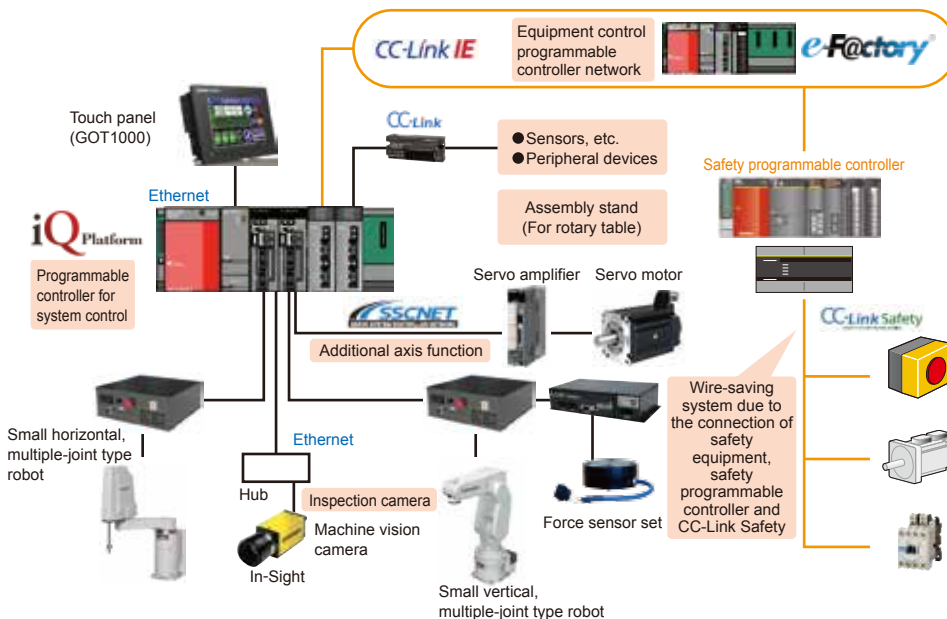 CC-Link IE
Equipment control
programmable
controller network
e-F@ctory®
Touch panel
(GOT1000)
CC-Link
●Sensors, etc.
●Peripheral devices
Safety programmable controller
Ethernet
Assembly stand
(For rotary table)
iQ Platform
Programmable
controller for
system control
Servo amplifier
Servo motor
SSCNET
Additional axis function
CC-Link Safety
Wire-saving
system due to
the connection of
safety
equipment,
safety
programmable
controller and
CC-Link Safety
Small horizontal,
multiple-joint type
robot
Ethernet
Hub
Inspection camera
Machine vision
camera
In-Sight
Force sensor set
Small vertical,
multiple-joint type robot